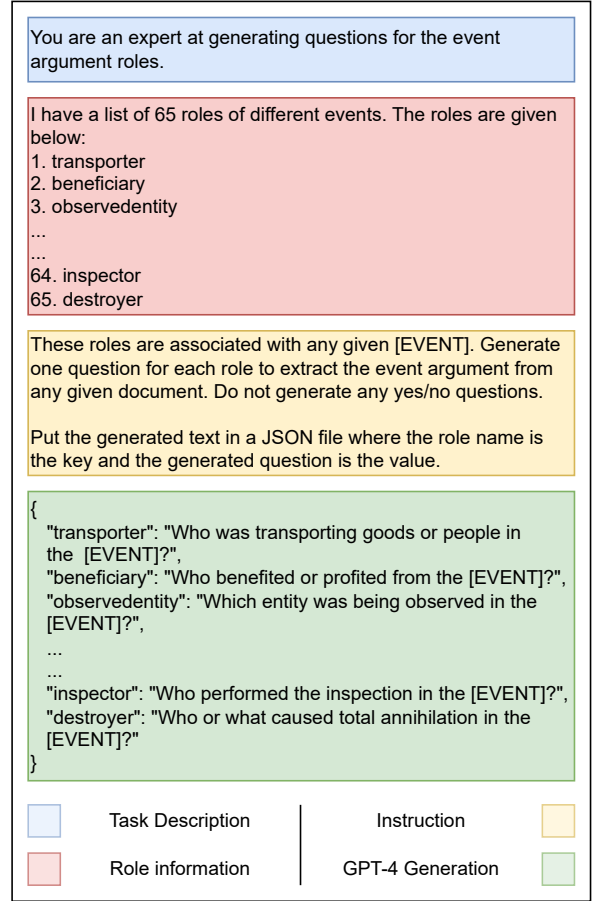 You are an expert at generating questions for the event
argument roles.
I have a list of 65 roles of different events. The roles are given
below:
1. transporter
2. beneficiary
3. observedentity
...
...
64. inspector
65. destroyer
These roles are associated with any given [EVENT]. Generate
one question for each role to extract the event argument from
any given document. Do not generate any yes/no questions.
Put the generated text in a JSON file where the role name is
the key and the generated question is the value.
{
"transporter": "Who was transporting goods or people in
the [EVENT]?",
"beneficiary": "Who benefited or profited from the [EVENT]?",
"observedentity": "Which entity was being observed in the
[EVENT]?",
...
...
"inspector": "Who performed the inspection in the [EVENT]?",
"destroyer": "Who or what caused total annihilation in the
[EVENT]?"
}
Task Description
Instruction
Role information
GPT-4 Generation